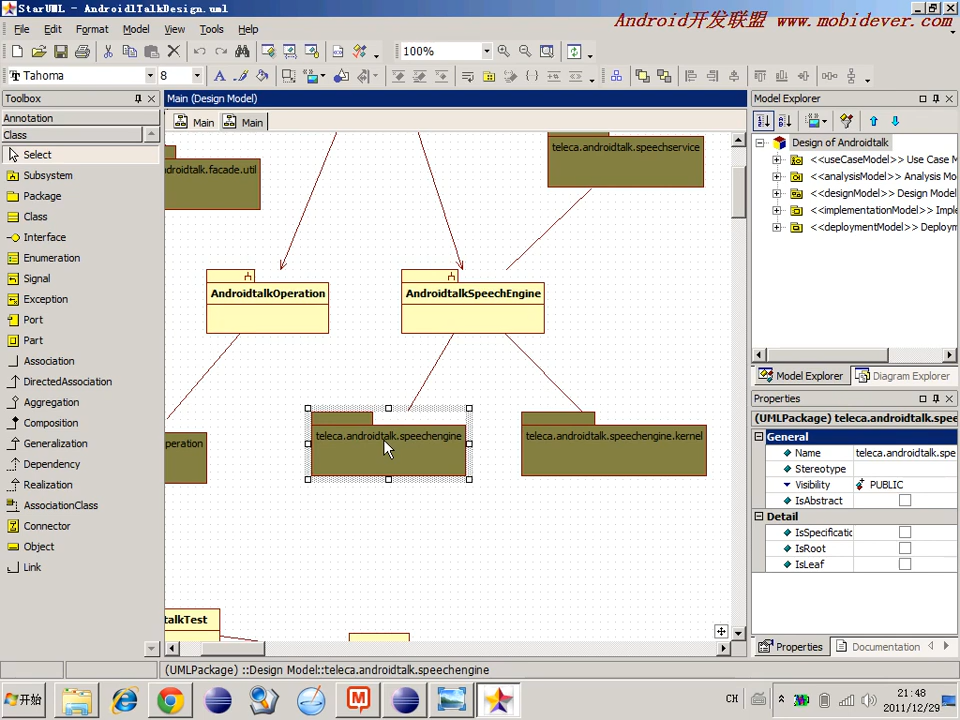 StarUML - AndroidlTalkDesign.uml
Android开发联盟 www.mobidever.com
File Edit Format Model View Tools Help
100%
Tahoma 8
Toolbox
Annotation
Class
Select
Subsystem
Package
Class
Interface
Enumeration
Signal
Exception
Port
Part
Association
DirectedAssociation
Aggregation
Composition
Generalization
Dependency
Realization
AssociationClass
Connector
Object
Link
Main (Design Model)
Main Main
ndroidtalk.facade.util
teleca.androidtalk.speechservice
AndroidtalkOperation
AndroidtalkSpeechEngine
peration
teleca.androidtalk.speechengine
teleca.androidtalk.speechengine.kernel
talkTest
Model Explorer
Design of Androidtalk
<<useCaseModel>> Use Case M
<<analysisModel>> Analysis Mo
<<designModel>> Design Model
<<implementationModel>> Imple
<<deploymentModel>> Deploym
Model Explorer Diagram Explorer
Properties
(UMLPackage) teleca.androidtalk.spee
General
Name teleca.androidtalk.spe
Stereotype
Visibility PUBLIC
IsAbstract
Detail
IsSpecificatic
IsRoot
IsLeaf
Properties Documentation
(UMLPackage) ::Design Model::teleca.androidtalk.speechengine
开始
CH
21:48
2011/12/29